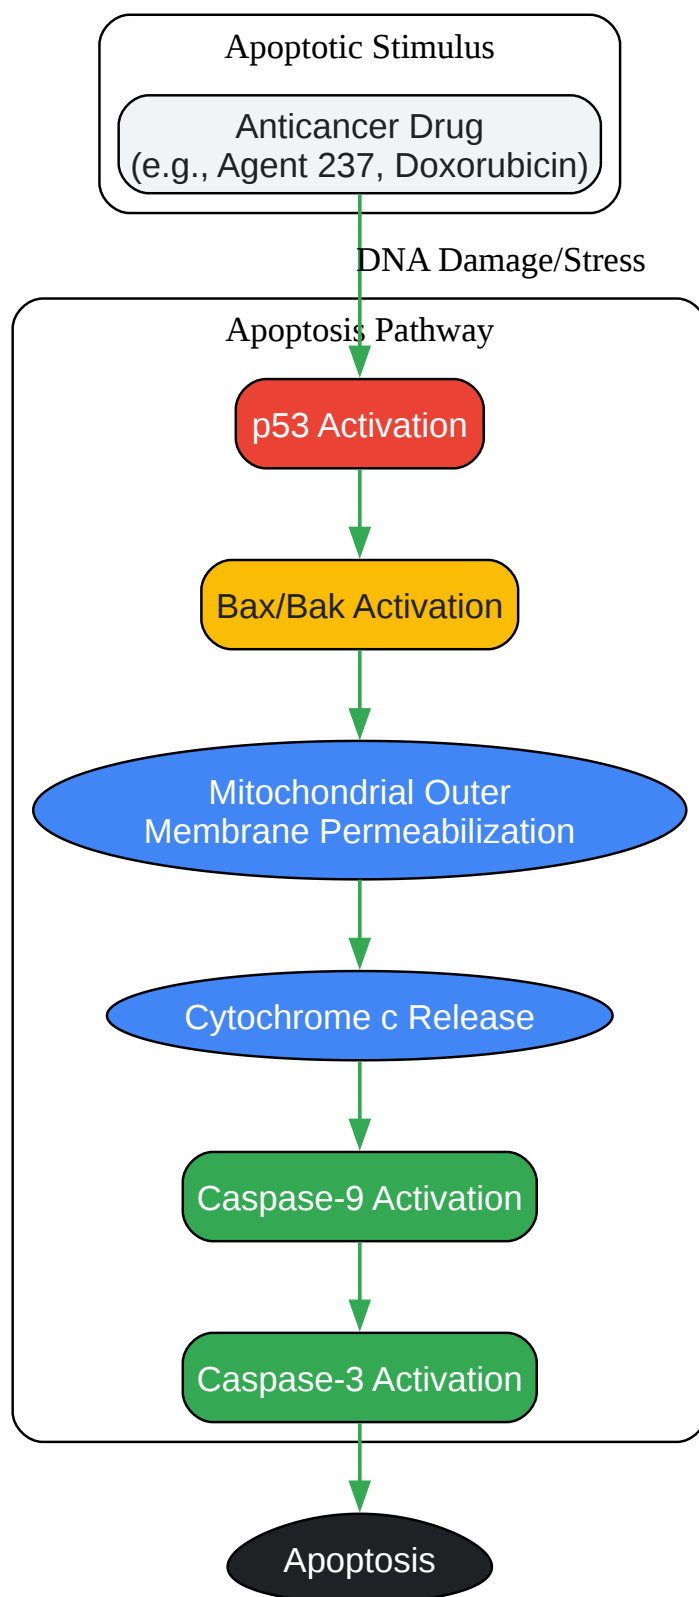 Apoptotic Stimulus
Anticancer Drug
(e.g., Agent 237, Doxorubicin)
DNA Damage/Stress
Apoptosis Pathway
p53 Activation
Bax/Bak Activation
Mitochondrial Outer
Membrane Permeabilization
Cytochrome c Release
Caspase-9 Activation
Caspase-3 Activation
Apoptosis